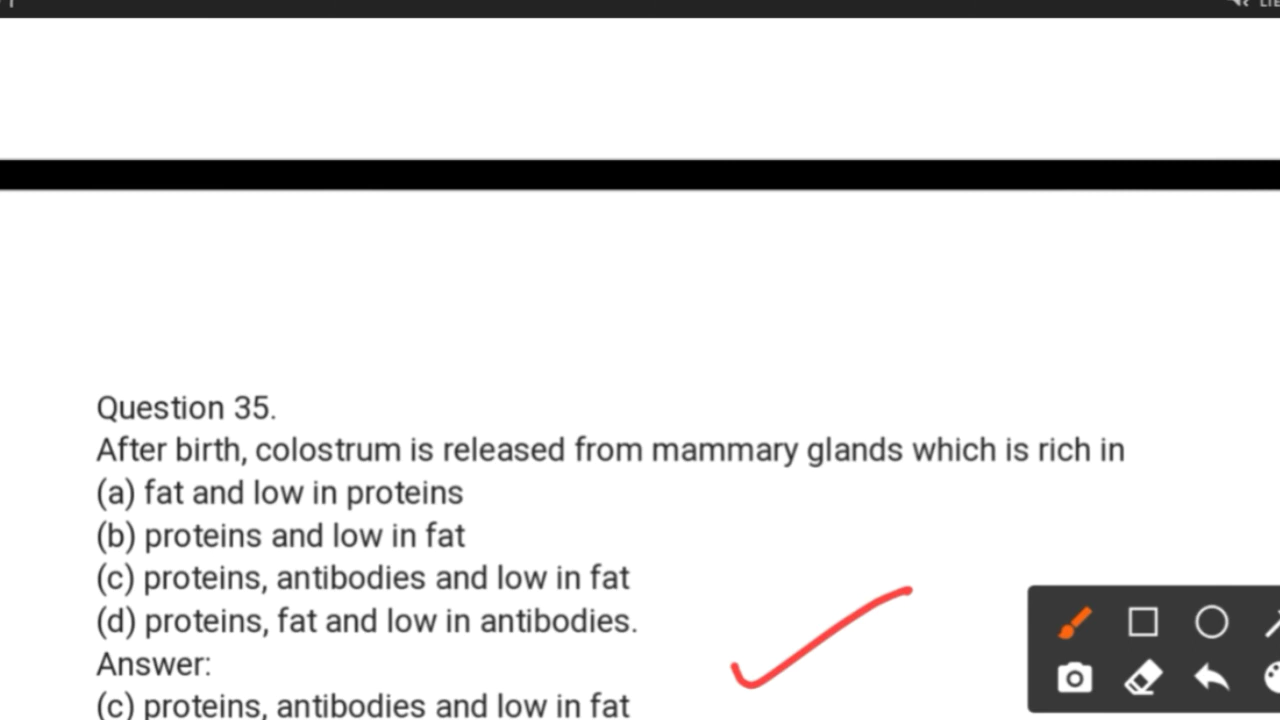 Question 35.
After birth, colostrum is released from mammary glands which is rich in
(a) fat and low in proteins
(b) proteins and low in fat
(c) proteins, antibodies and low in fat
(d) proteins, fat and low in antibodies.
Answer:
(c) proteins, antibodies and low in fat